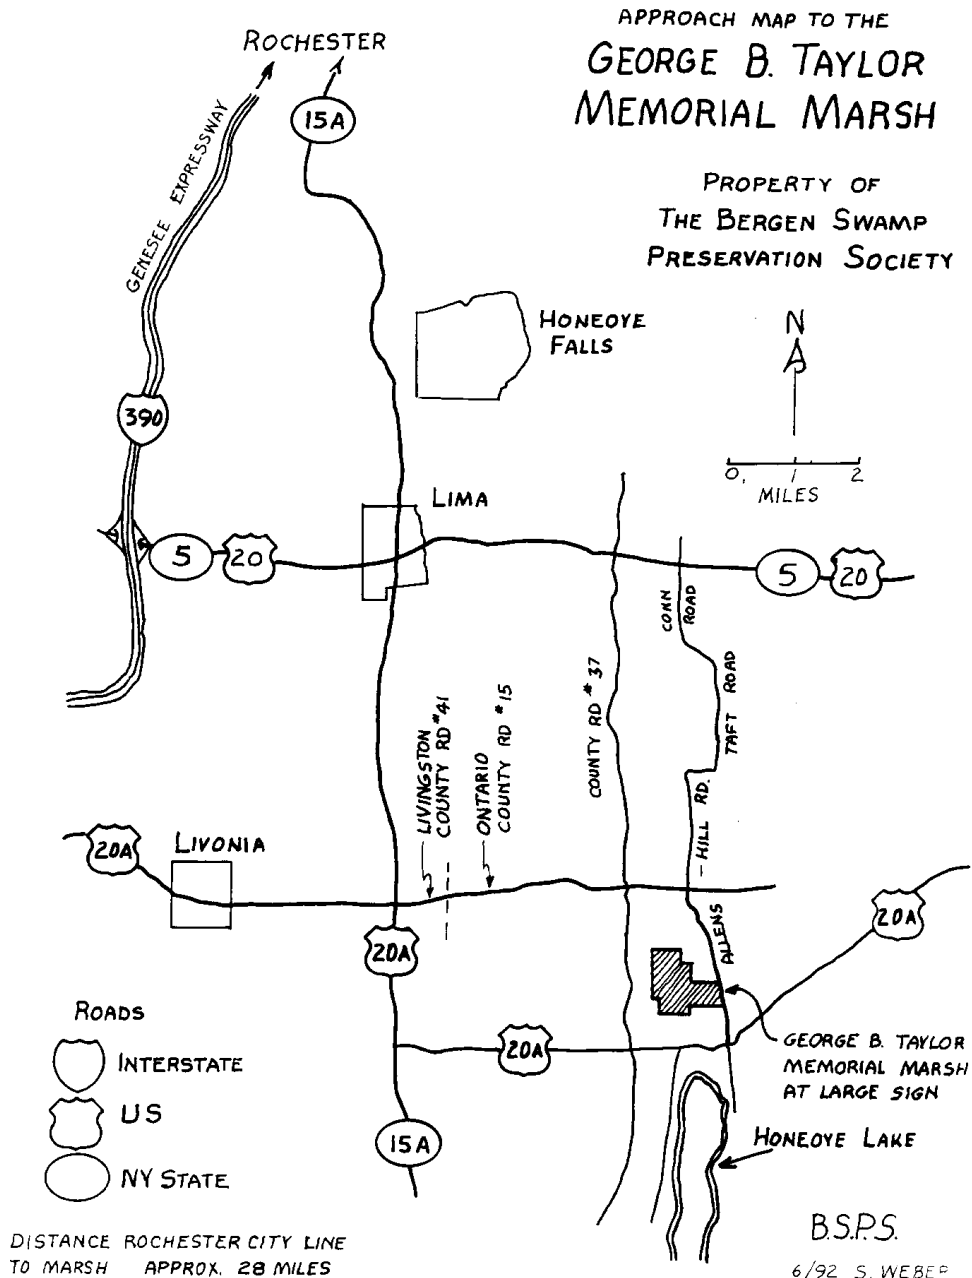 APPROACH MAP TO THE
GEORGE B. TAYLOR
MEMORIAL MARSH
PROPERTY OF
THE BERGEN SWAMP
PRESERVATION SOCIETY
ROCHESTER
15A
GENESEE EXPRESSWAY
HONEOYE
FALLS
N
0, 1 2
MILES
390
LIMA
5 20
5 20
CONN
ROAD
TAFT ROAD
COUNTY RD #37
LIVINGSTON
COUNTY RD #41
ONTARIO
COUNTY RD #15
HILL RD.
ALLENS
20A
LIVONIA
20A
20A
20A
GEORGE B. TAYLOR
MEMORIAL MARSH
AT LARGE SIGN
HONEOYE LAKE
15A
ROADS
INTERSTATE
US
NY STATE
DISTANCE ROCHESTER CITY LINE
TO MARSH APPROX. 28 MILES
B.S.P.S.
6/92 S. WEBER